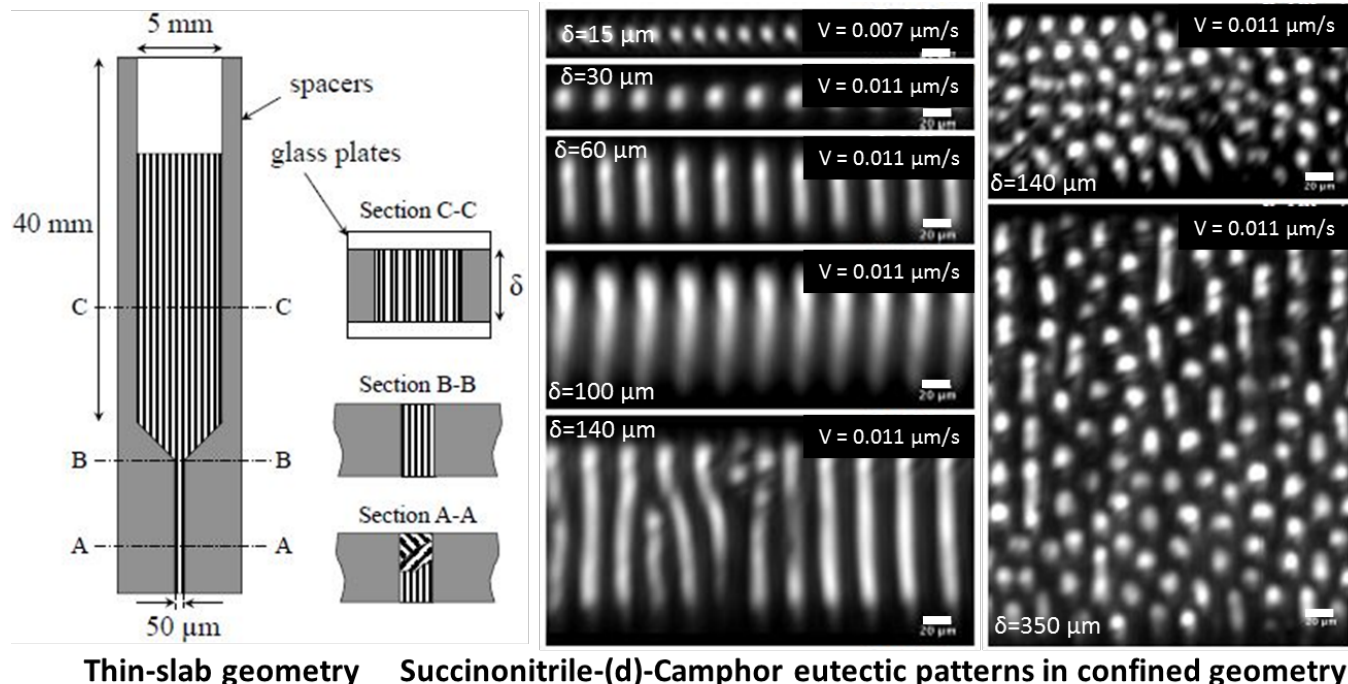 5 mm
spacers
glass plates
40 mm
Section C-C
δ
C
C
Section B-B
B
B
Section A-A
A
A
50 μm
δ=15 μm
V = 0.007 μm/s
δ=30 μm
V = 0.011 μm/s
20 μm
δ=60 μm
V = 0.011 μm/s
20 μm
V = 0.011 μm/s
δ=100 μm
20 μm
δ=140 μm
V = 0.011 μm/s
20 μm
V = 0.011 μm/s
δ=140 μm
20 μm
V = 0.011 μm/s
δ=350 μm
20 μm
Thin-slab geometry
Succinonitrile-(d)-Camphor eutectic patterns in confined geometry